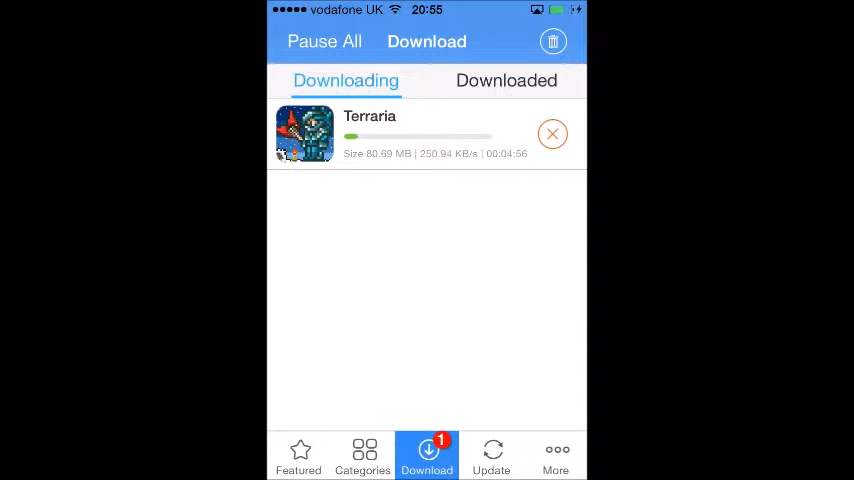 vodafone UK 20:55
Pause All Download
Downloading Downloaded
Terraria
Size 80.69 MB | 250.94 KB/s | 00:04:56
1
Featured Categories Download Update More